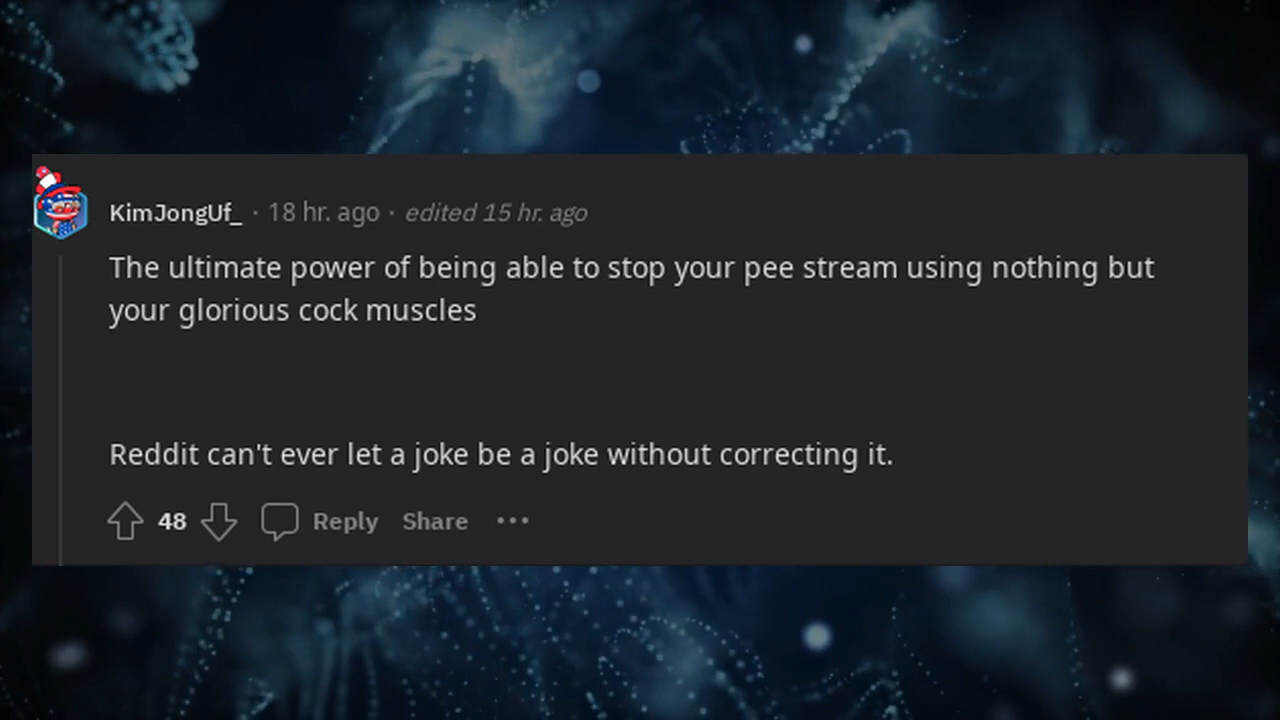 KimJongUf_ · 18 hr. ago · edited 15 hr. ago
The ultimate power of being able to stop your pee stream using nothing but
your glorious cock muscles
Reddit can't ever let a joke be a joke without correcting it.
48 Reply Share ···